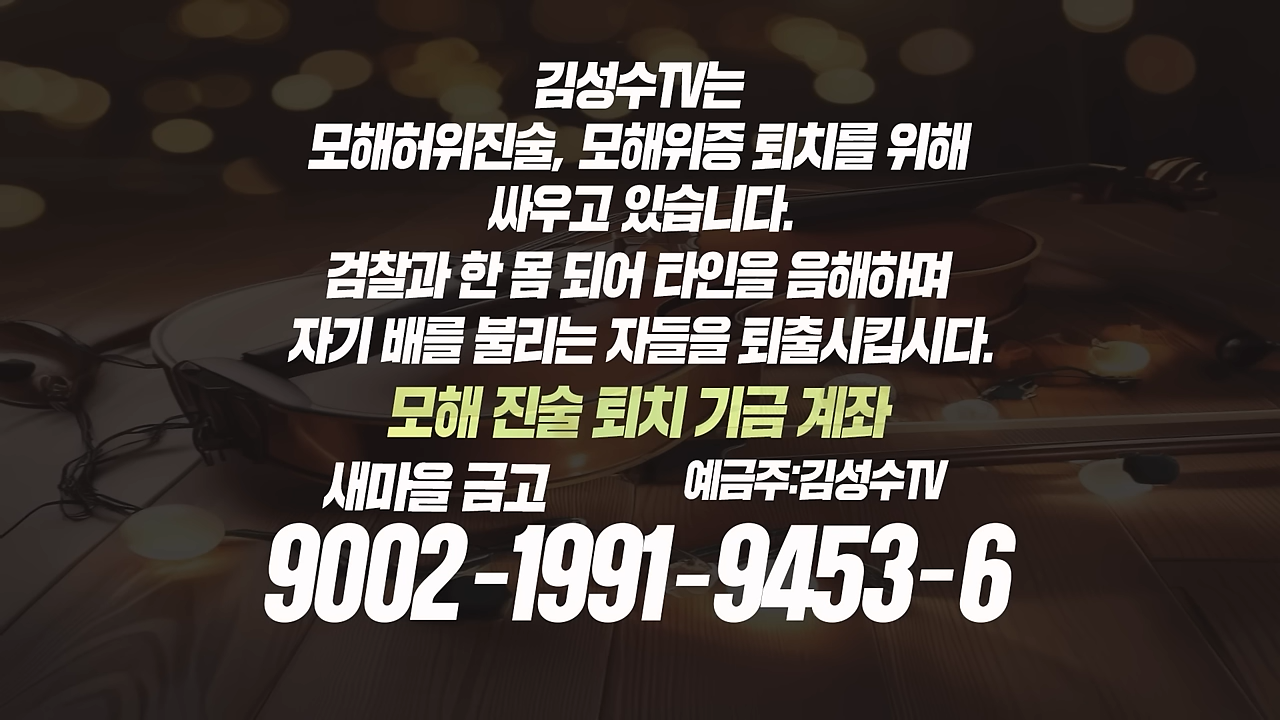 김성수TV는
모해허위진술, 모해위증 퇴치를 위해
싸우고 있습니다.
검찰과 한 몸 되어 타인을 음해하며
자기 배를 불리는 자들을 퇴출시킵시다.
모해 진술 퇴치 기금 계좌
새마을 금고 예금주:김성수TV
9002-1991-9453-6